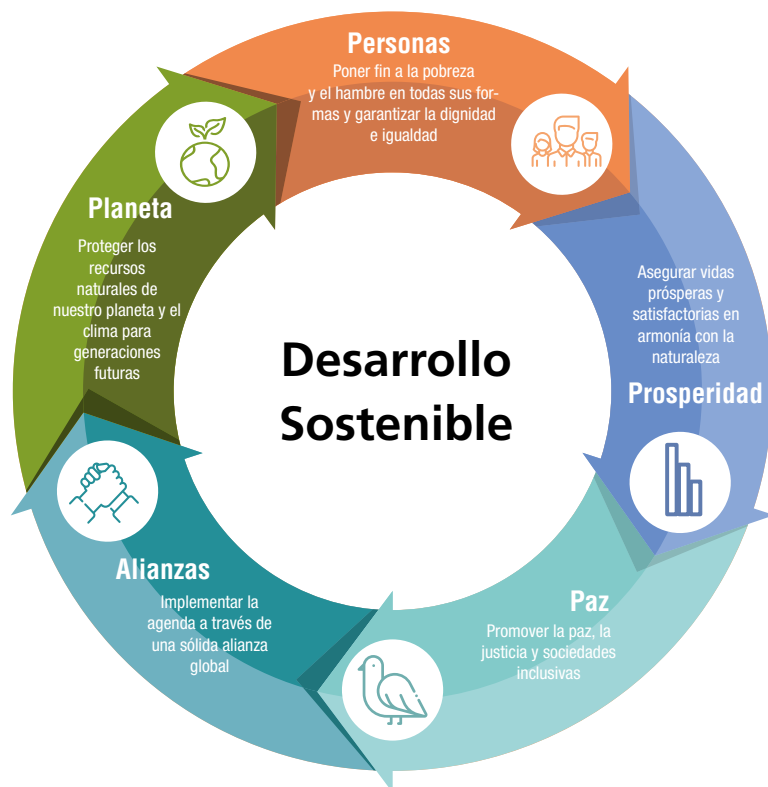 Personas
Poner fin a la pobreza
y el hambre en todas sus for-
mas y garantizar la dignidad
e igualdad
Asegurar vidas
prósperas y
satisfactorias en
armonía con la
naturaleza
Prosperidad
Paz
Promover la paz, la
justicia y sociedades
inclusivas
Alianzas
Implementar la
agenda a través de
una sólida alianza
global
Planeta
Proteger los
recursos
naturales de
nuestro planeta y el
clima para
generaciones
futuras
Desarrollo
Sostenible